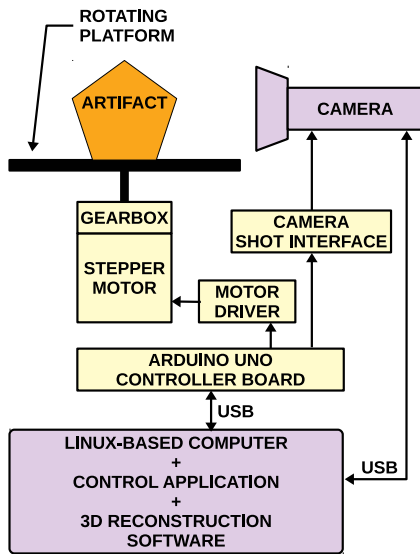 ROTATING
PLATFORM
ARTIFACT
CAMERA
GEARBOX
STEPPER
MOTOR
CAMERA
SHOT INTERFACE
MOTOR
DRIVER
ARDUINO UNO
CONTROLLER BOARD
USB
LINUX-BASED COMPUTER
+
CONTROL APPLICATION
+
3D RECONSTRUCTION
SOFTWARE
USB